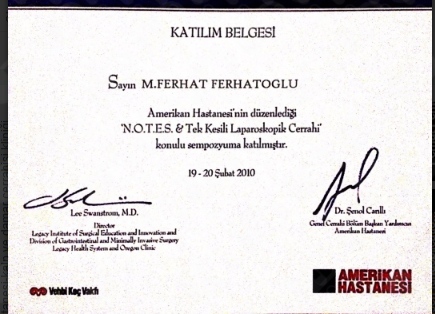 KATILIM BELGESİ
Sayın M.FERHAT FERHATOGLU
Amerikan Hastanesi'nin düzenlediği
"N.O.T.E.S. & Tek Kesili Laparoskopik Cerrahi"
konulu sempozyuma katılmıştır.
19 - 20 Şubat 2010
Lee Swanstrom, M.D.
Director
Legacy Institute of Surgical Education and Innovation and
Division of Gastrointestinal and Minimally Invasive Surgery
Legacy Health System and Oregon Clinic
Dr. Şenol Carıllı
Genel Cerrahi Bölüm Başkan Yardımcısı
Amerikan Hastanesi
Vehbi Koç Vakfı
AMERIKAN
HASTANESİ